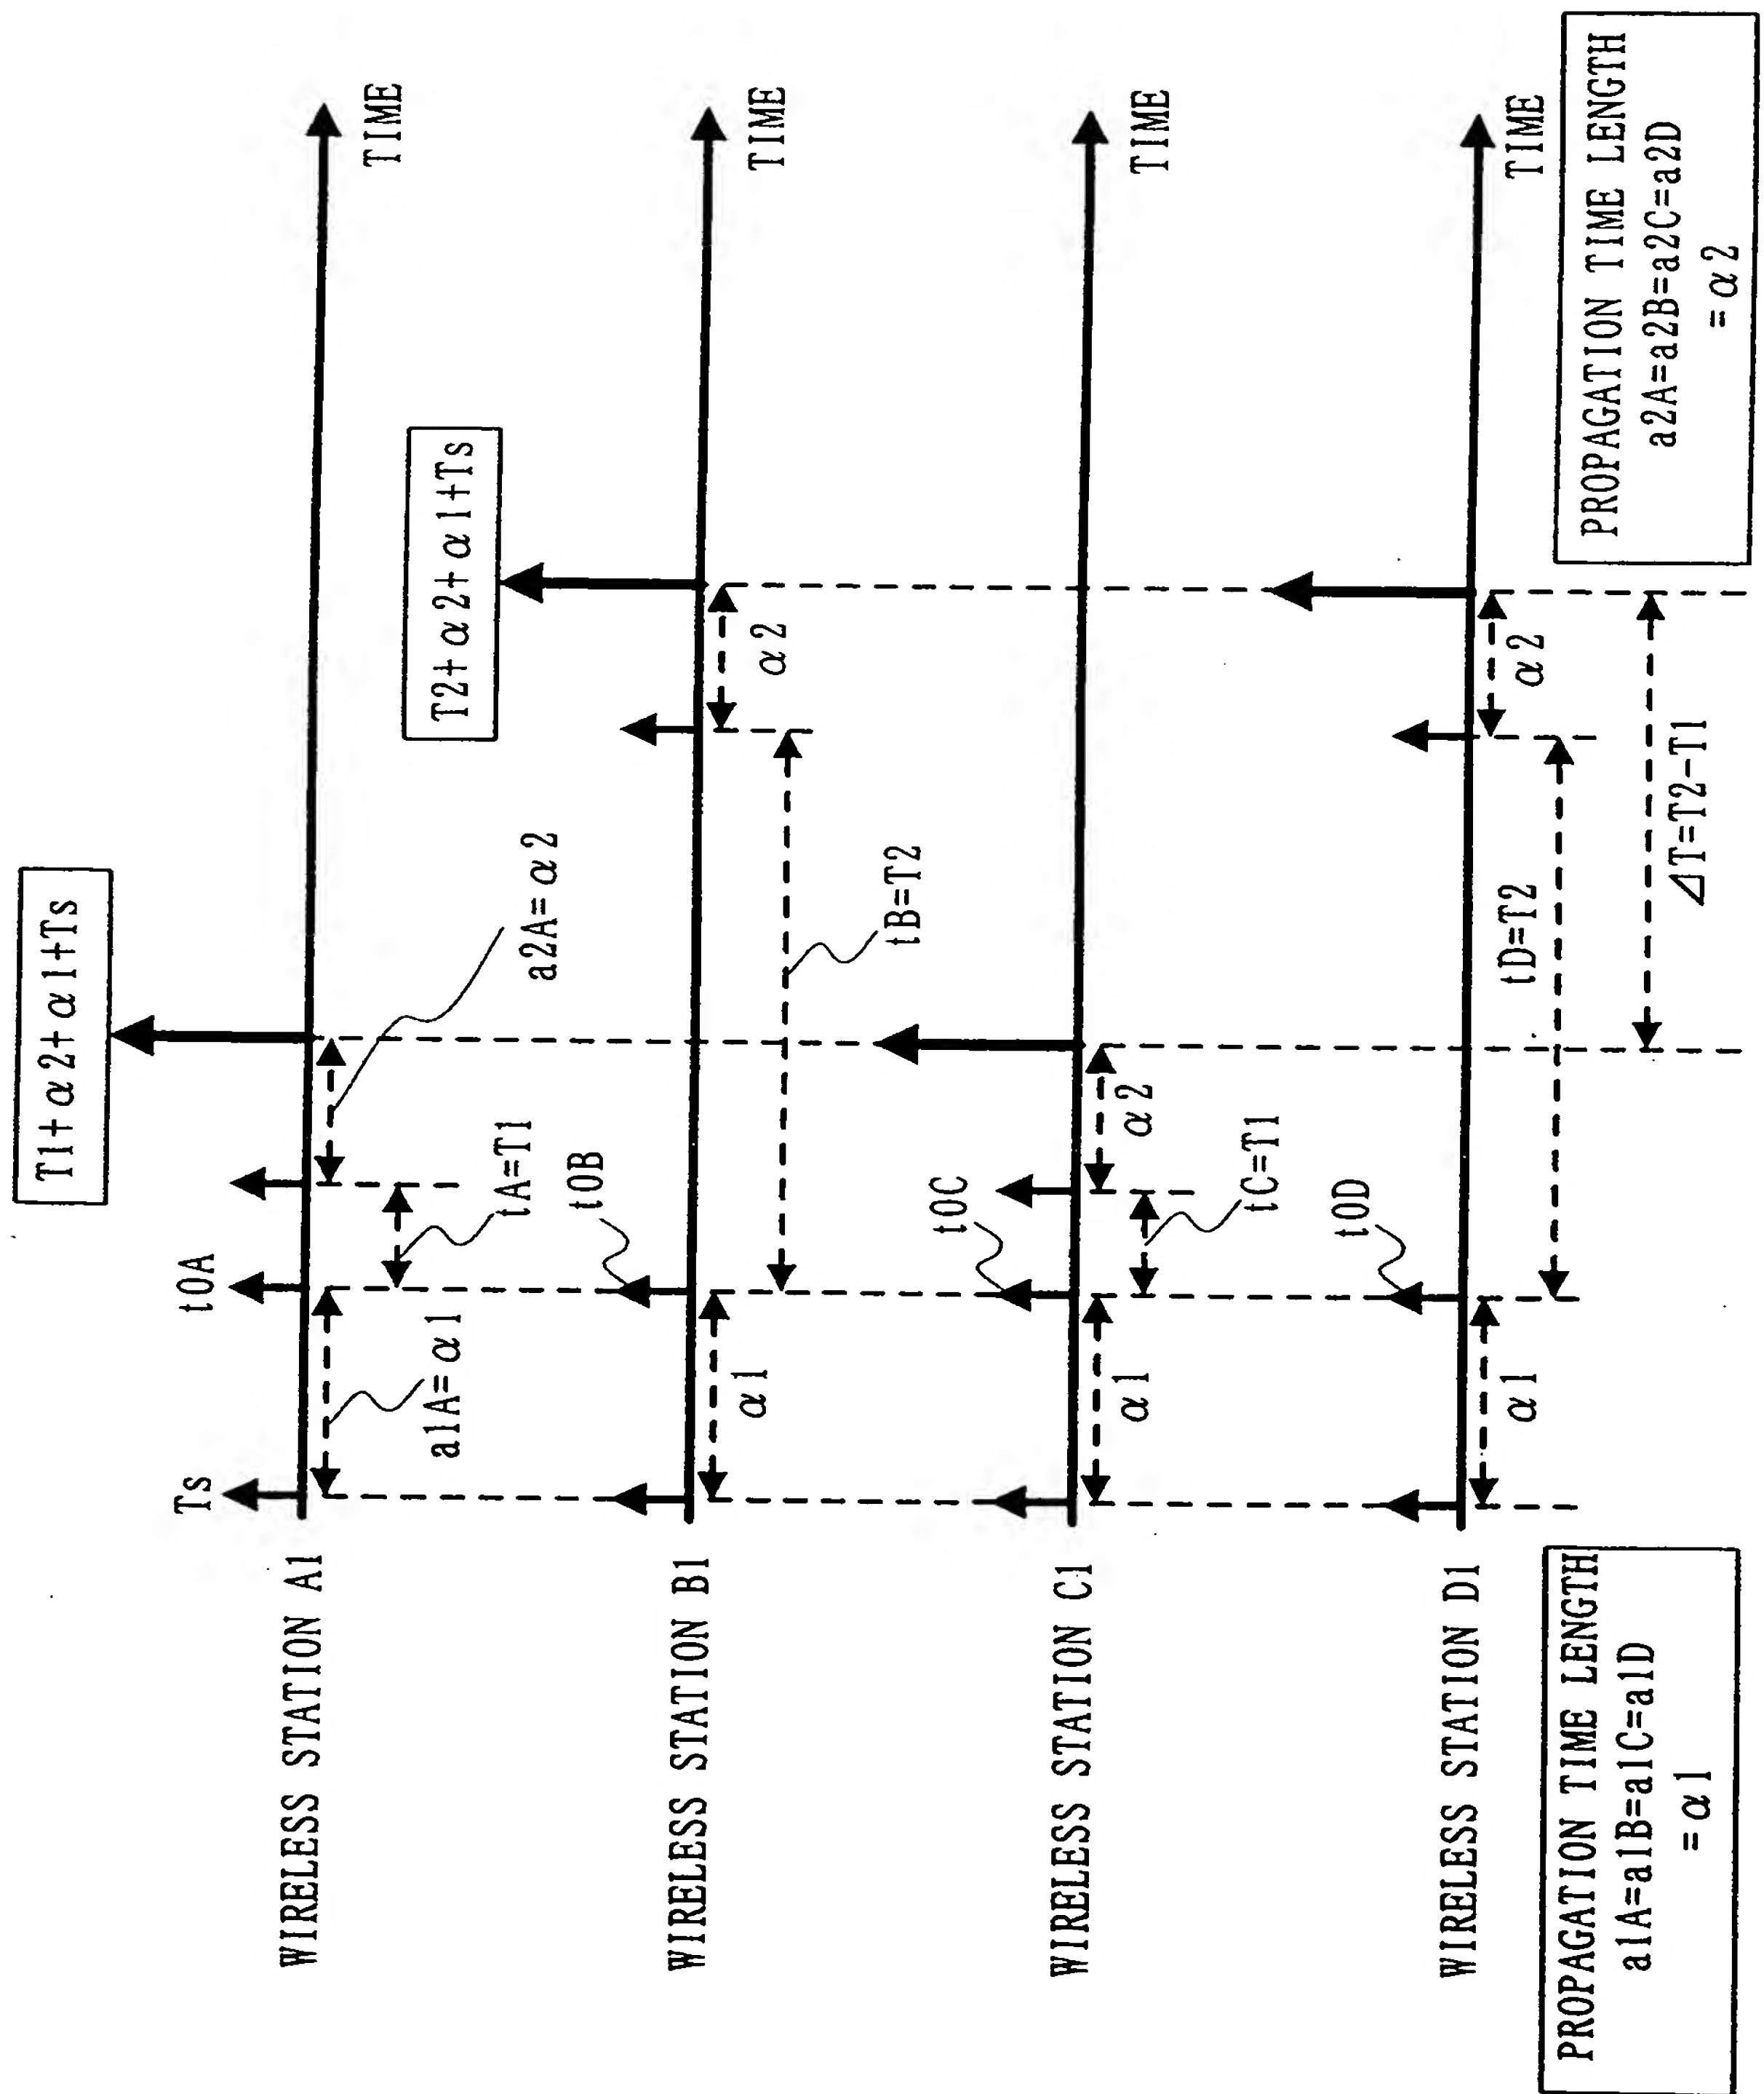 T1+α2+α1+Ts
T2+α2+α1+Ts
WIRELESS STATION A1
Ts
t0A
a1A=α1
tA=T1
a2A=α2
TIME
WIRELESS STATION B1
α1
t0B
tB=T2
α2
TIME
WIRELESS STATION C1
α1
t0C
tC=T1
α2
TIME
WIRELESS STATION D1
α1
t0D
tD=T2
α2
TIME
⊿T=T2-T1
PROPAGATION TIME LENGTH
a1A=a1B=a1C=a1D
=α1
PROPAGATION TIME LENGTH
a2A=a2B=a2C=a2D
=α2